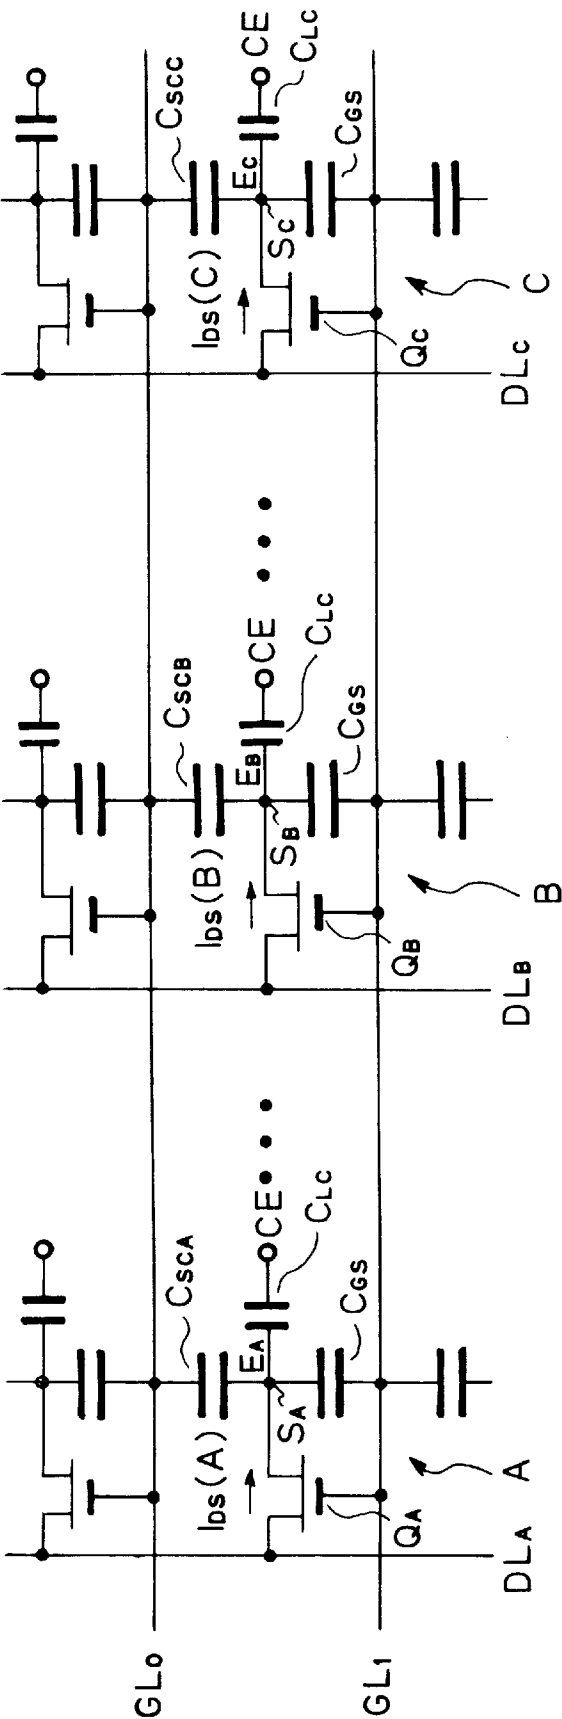 GL0
CSCA
CSCB
CSCC
IDS(A)
EA
CE
CLC
IDS(B)
EB
CE
CLC
IDS(C)
EC
CE
CLC
SA
CGS
SB
CGS
SC
CGS
GL1
QA
QB
QC
DLA
A
DLB
B
DLC
C